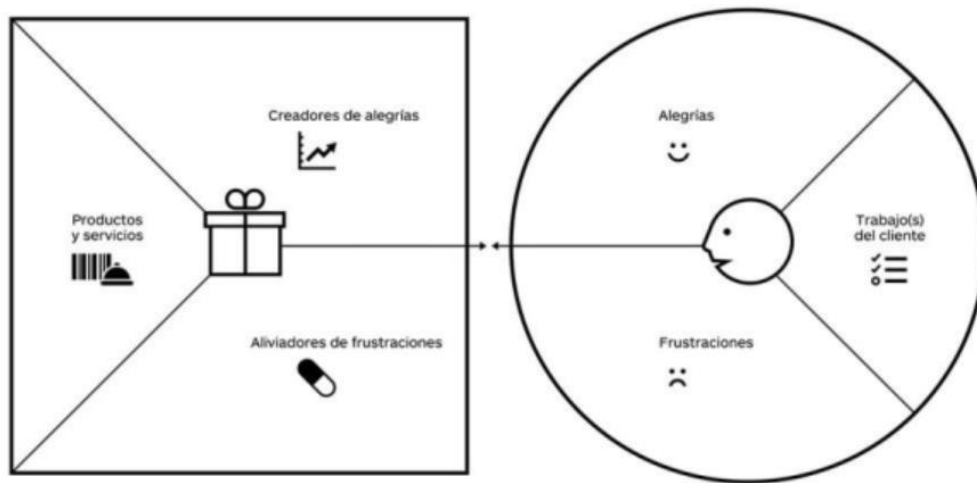 Creadores de alegrías
Productos
y servicios
Aliviadores de frustraciones
Alegrías
Trabajo(s)
del cliente
Frustraciones